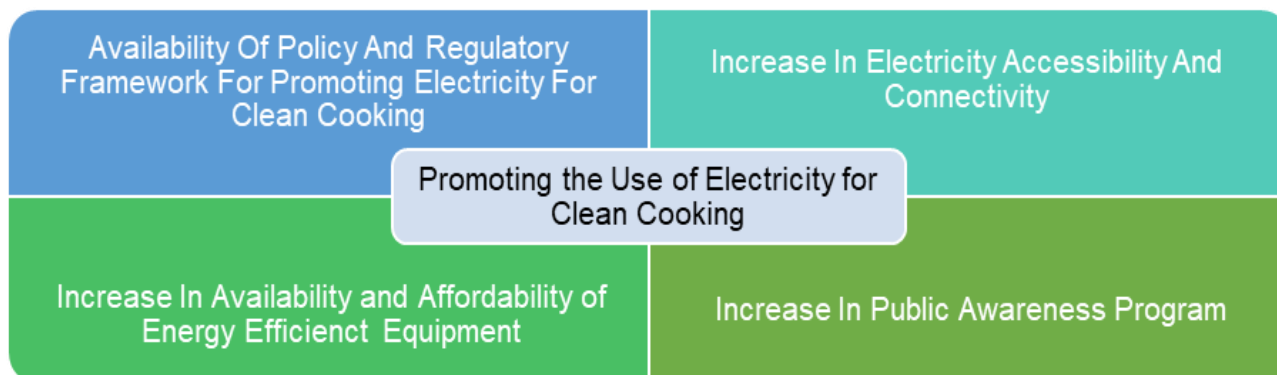 Availability Of Policy And Regulatory
Framework For Promoting Electricity For
Clean Cooking
Increase In Electricity Accessibility And
Connectivity
Promoting the Use of Electricity for
Clean Cooking
Increase In Availability and Affordability of
Energy Efficienct Equipment
Increase In Public Awareness Program